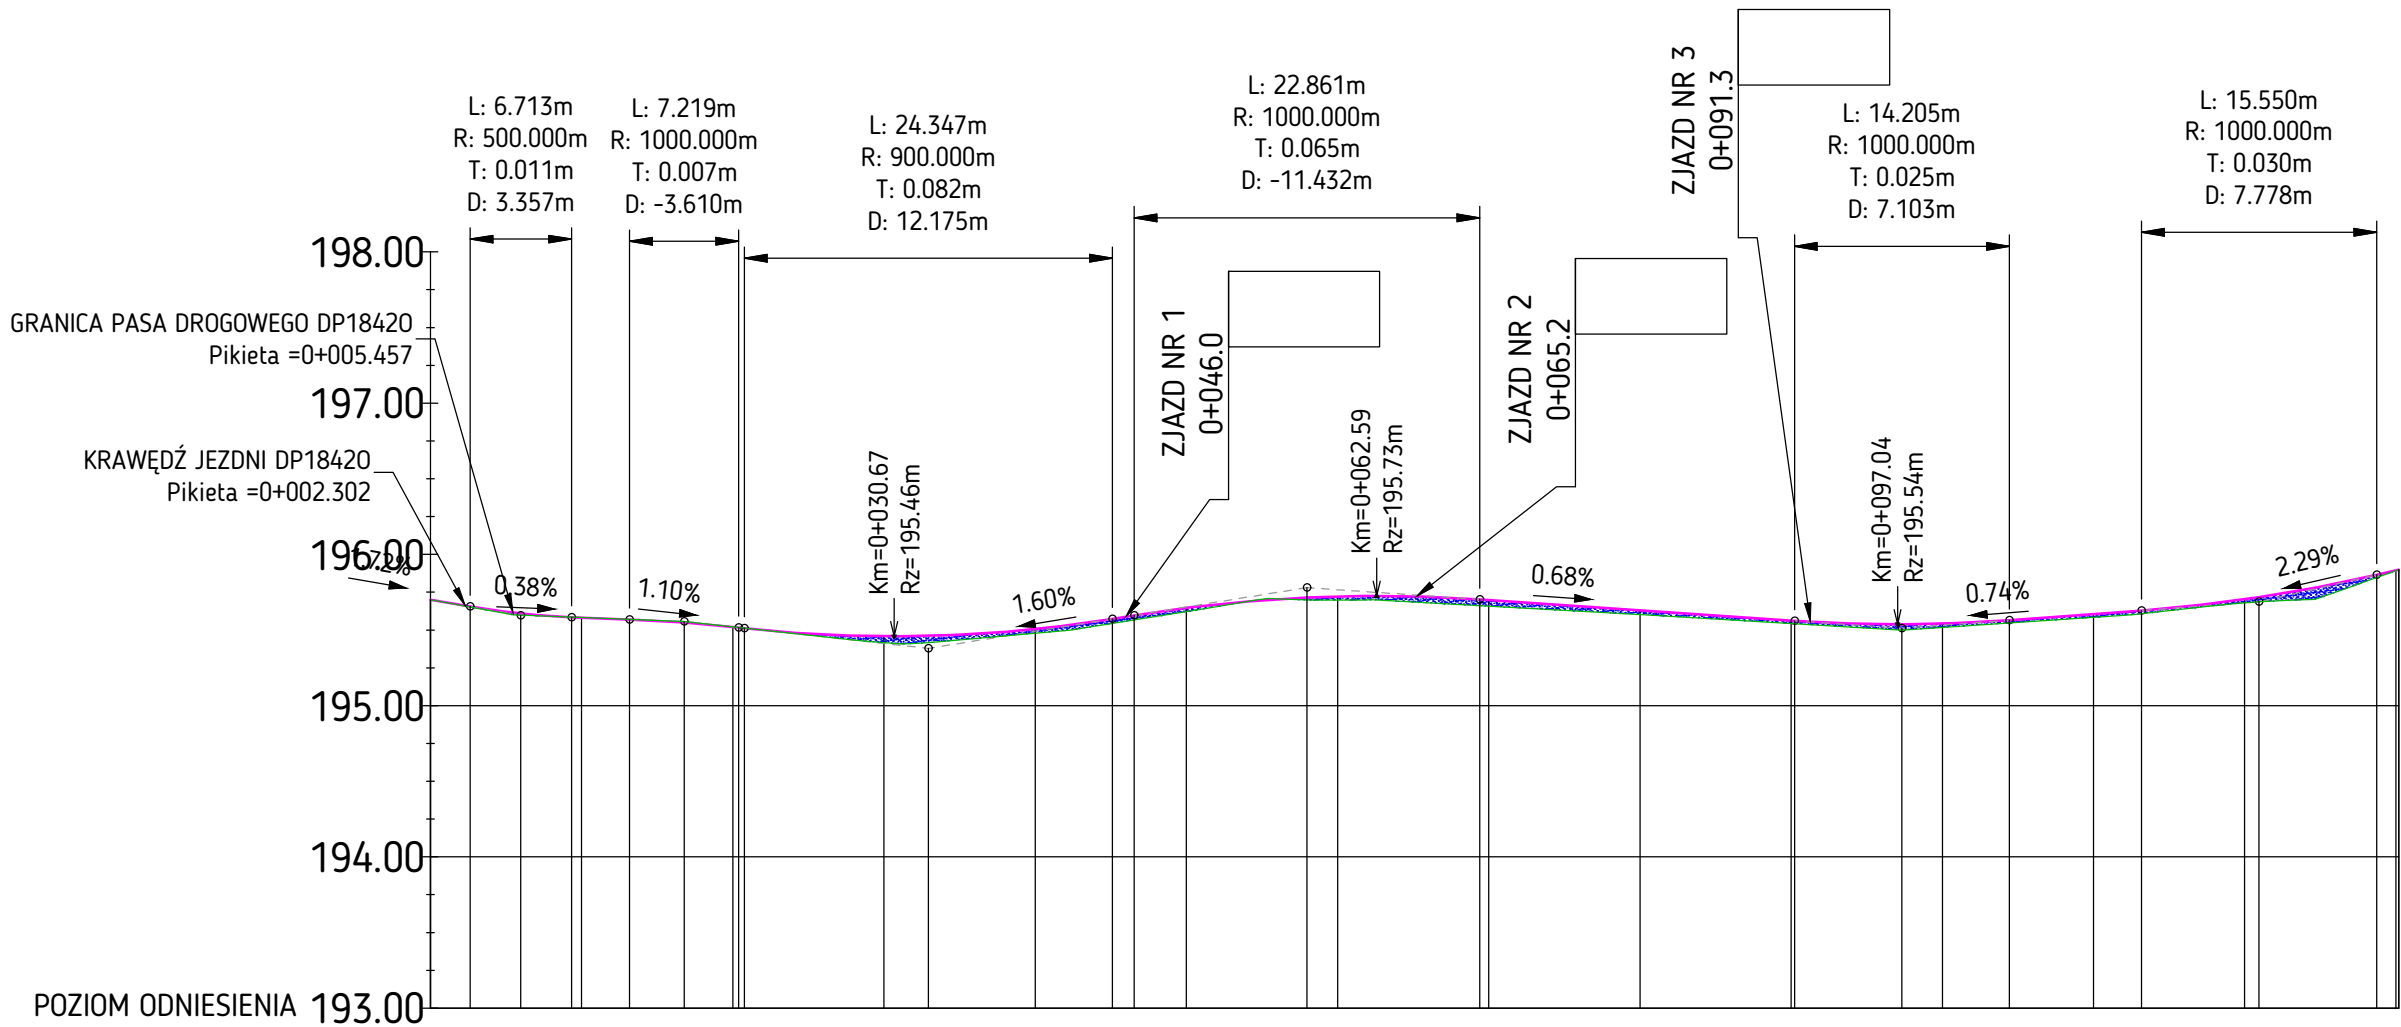 L: 6.713m
R: 500.000m
T: 0.011m
D: 3.357m
L: 7.219m
R: 1000.000m
T: 0.007m
D: -3.610m
L: 24.347m
R: 900.000m
T: 0.082m
D: 12.175m
L: 22.861m
R: 1000.000m
T: 0.065m
D: -11.432m
ZJAZD NR 3
0+091.3
L: 14.205m
R: 1000.000m
T: 0.025m
D: 7.103m
L: 15.550m
R: 1000.000m
T: 0.030m
D: 7.778m
198.00
GRANICA PASA DROGOWEGO DP1842O
Pikieta =0+005.457
197.00
KRAWĘDŹ JEZDNI DP1842O
Pikieta =0+002.302
196.00
0.38%
1.10%
Km=0+030.67
Rz=195.46m
1.60%
ZJAZD NR 1
0+046.0
Km=0+062.59
Rz=195.73m
ZJAZD NR 2
0+065.2
0.68%
Km=0+097.04
Rz=195.54m
0.74%
2.29%
195.00
194.00
POZIOM ODNIESIENIA 193.00